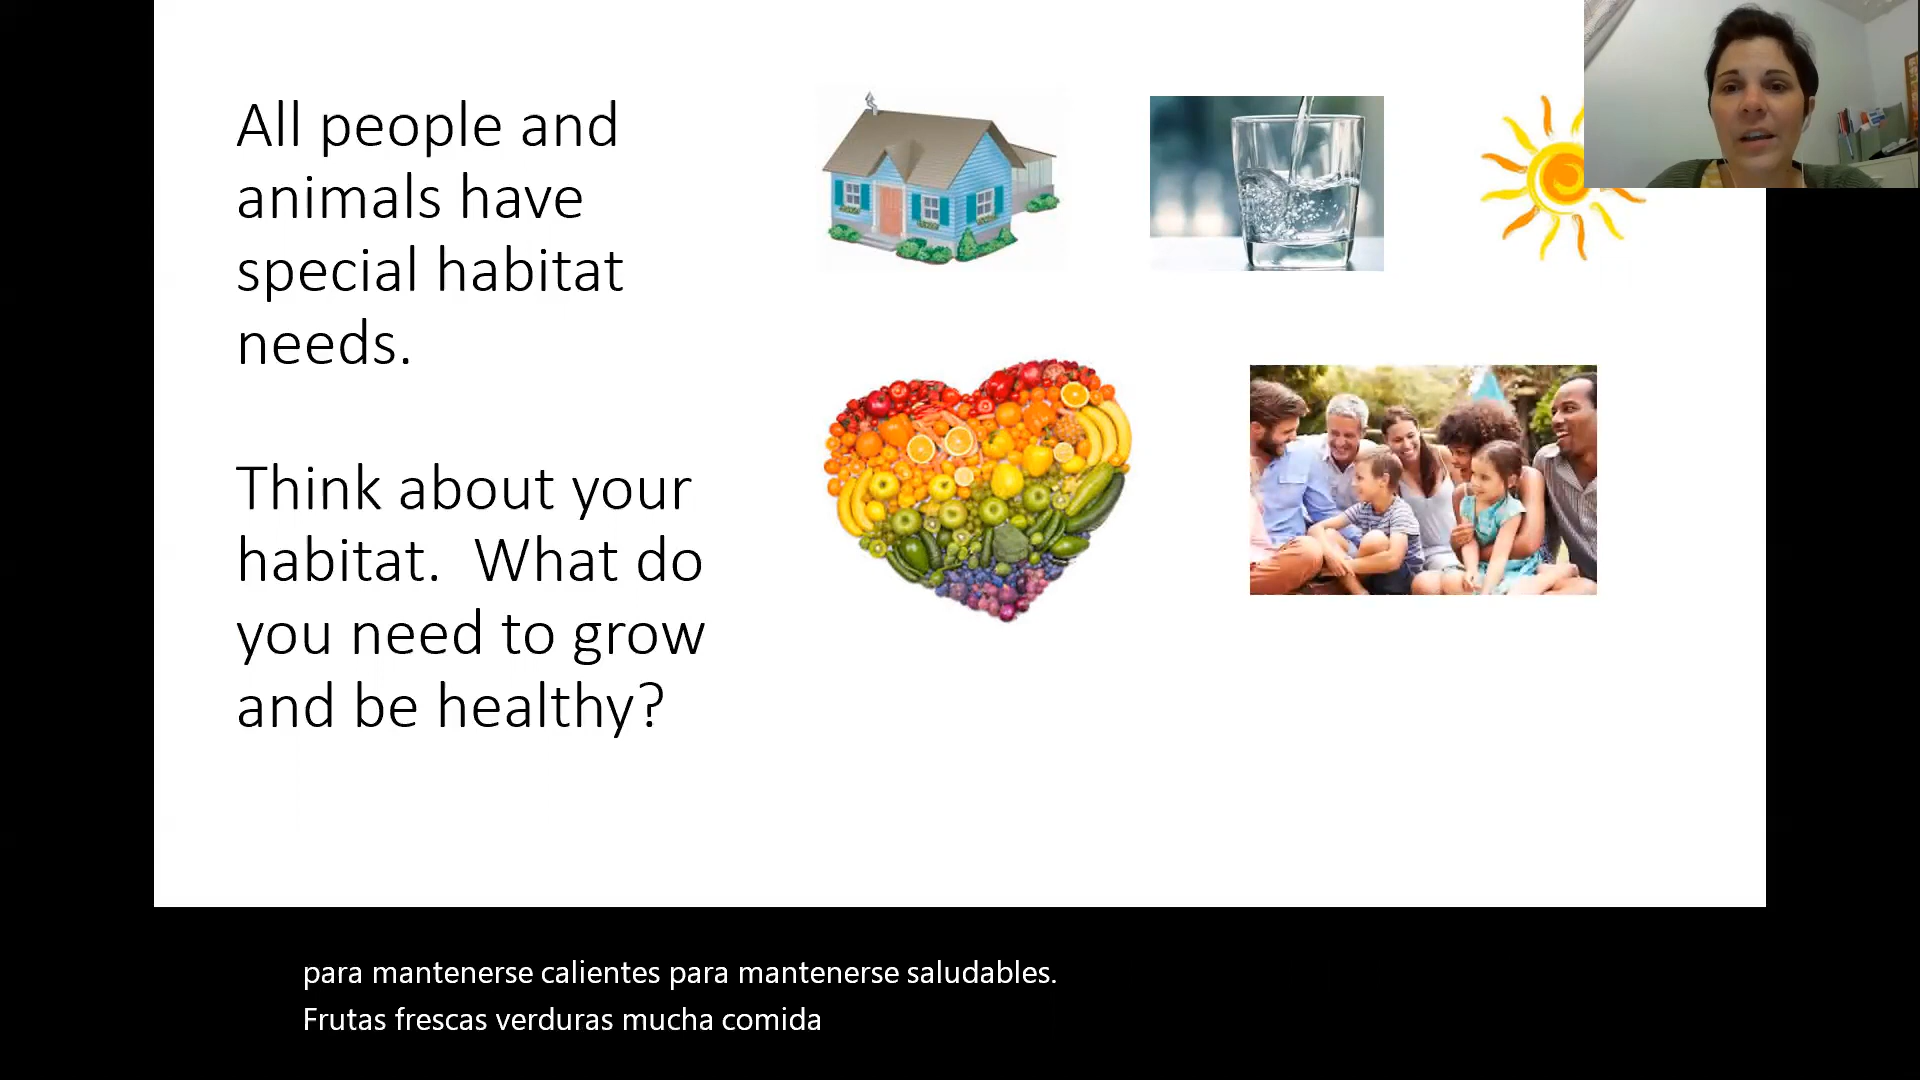 All people and
animals have
special habitat
needs.
Think about your
habitat.  What do
you need to grow
and be healthy?
para mantenerse calientes para mantenerse saludables.
Frutas frescas verduras mucha comida